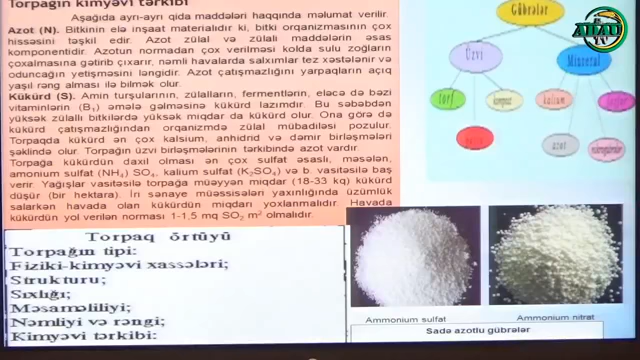 Torpağın kimyəvi tərkibi
Aşağıda ayrı-ayrı qida maddələri haqqında məlumat verilir.
Azot (N). Bitkinin elə inşaat materialıdır ki, bitki orqanizmasının çox
hissəsini təşkil edir. Azot zülal və zülali maddələrin əsas
komponentidir. Azotun normadan çox verilməsi kolda sulu zoğların
çoxalmasına gətirib çıxarır, nəmli havalarda salxımlar tez xəstələnir və
oduncağın yetişməsini ləngidir. Azot çatışmazlığını yarpaqların açıq
yaşıl rəng alması ilə bilmək olur.
Kükürd (S). Amin turşularının, zülalların, fermentlərin, eləcə də bəzi
vitaminlərin (B₁) əmələ gəlməsinə kükürd lazımdır. Bu səbəbdən
yüksək zülallı bitkilərdə yüksək miqdar da kükürd olur. Ona görə də
kükürd çatışmazlığından orqanizmdə zülal mübadiləsi pozulur.
Torpaqda kükürd ən çox kalsium, anhidrid və dəmir birləşmələri
şəklində olur. Torpağın üzvi birləşmələrinin tərkibində azot vardır.
Torpağa kükürdün daxil olması ən çox sulfat əsaslı, məsələn,
amonium sulfat (NH₄) SO₄, kalium sulfat (K₂SO₄) və b. vasitəsilə baş
verir. Yağışlar vasitəsilə torpağa müəyyən miqdar (18-33 kq) kükürd
düşür (bir hektara). İri sənaye müəssisələri yaxınlığında üzümlük
salarkən havada olan kükürdün miqdarı yoxlanmalıdır. Havada
kükürdün yol verilən norması 1-1,5 mq SO₂ m² olmalıdır.
Torpaq örtüyü
Torpağın tipi:
Fiziki-kimyəvi xassələri;
Strukturu;
Sıxlığı;
Məsaməliliyi;
Nəmliyi və rəngi;
Kimyəvi tərkibi:
Gübrələr
Üzvi
Mineral
torf
kompost
kalium
azot
Ammonium sulfat
Ammonium nitrat
Sadə azotlu gübrələr
ADAU
TV